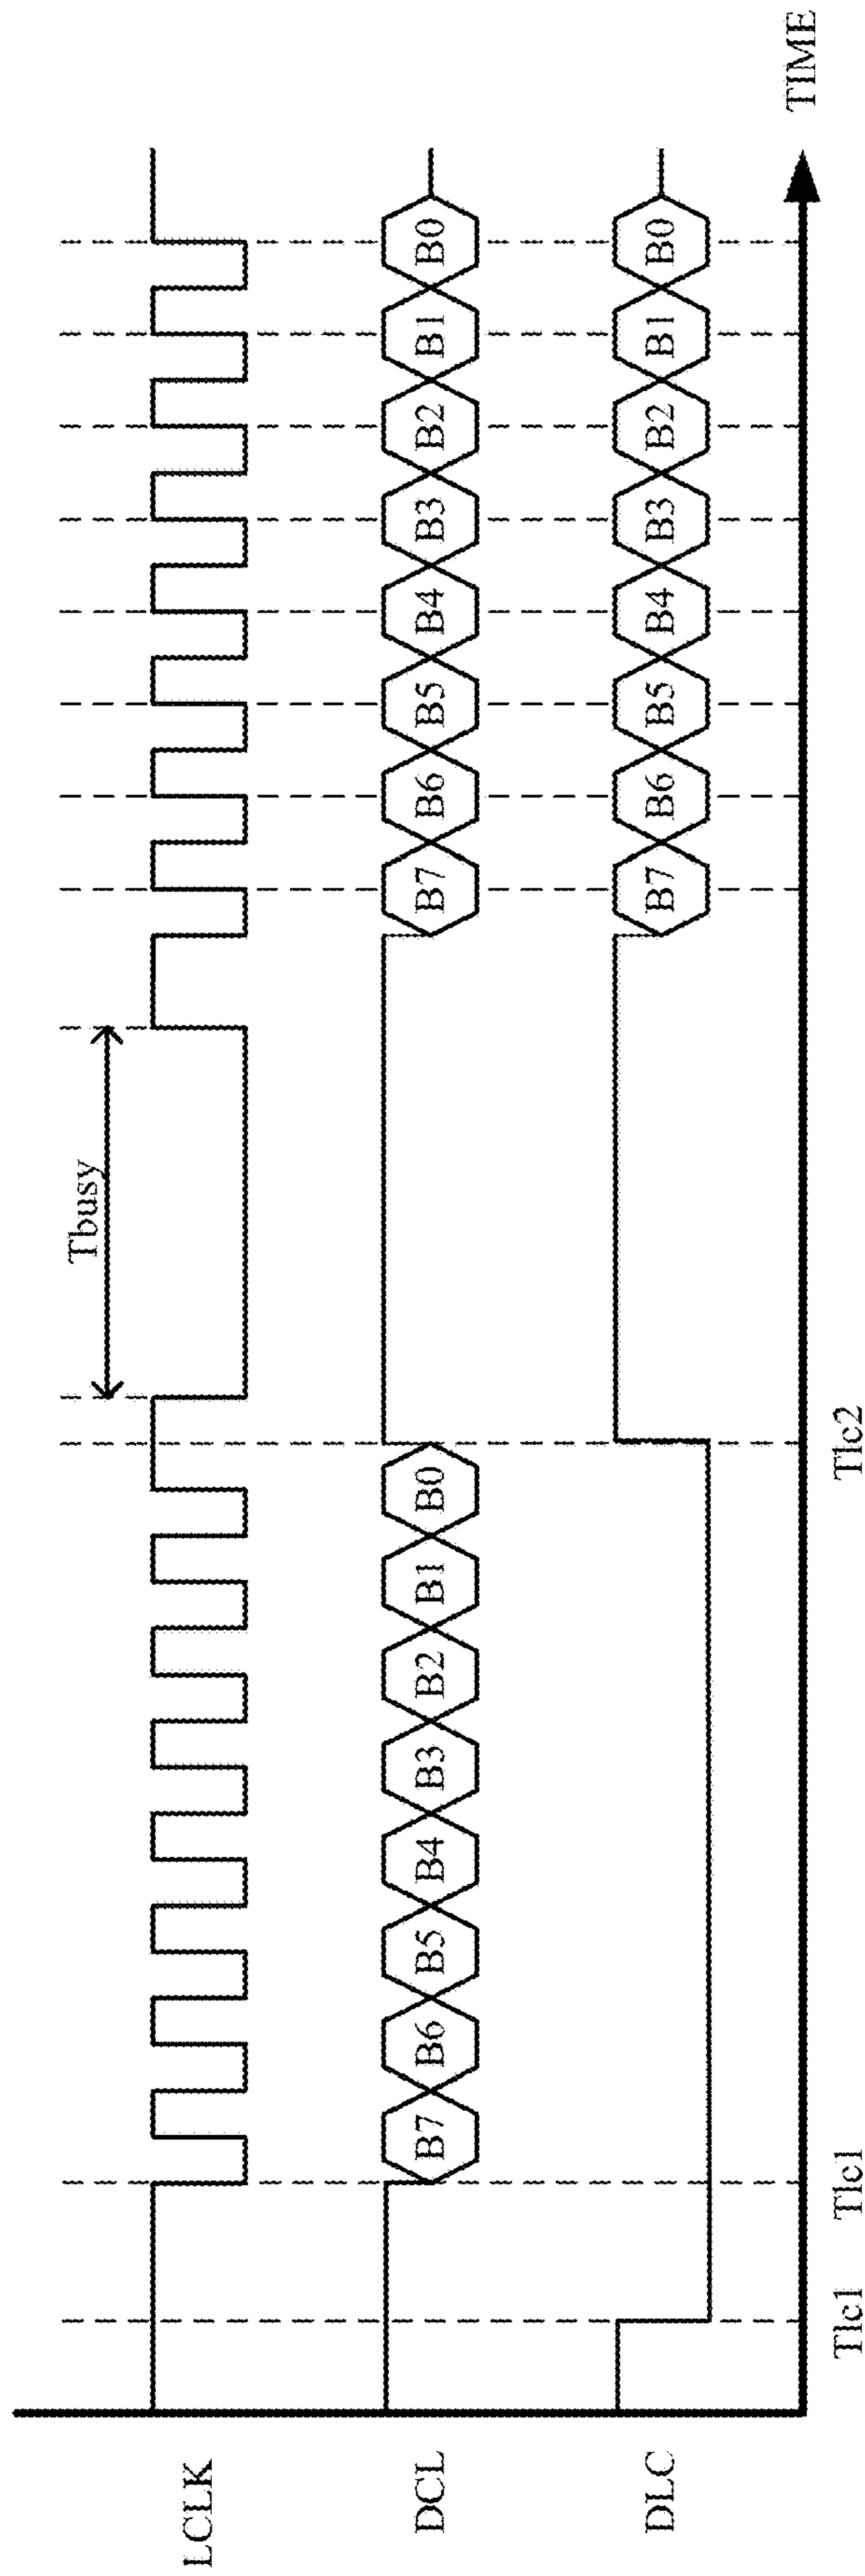 Tbusy
LCLK
DCL
B7 B6 B5 B4 B3 B2 B1 B0 B7 B6 B5 B4 B3 B2 B1 B0
DLC
B7 B6 B5 B4 B3 B2 B1 B0
TIME
Tlc1 Tlc1 Tlc2